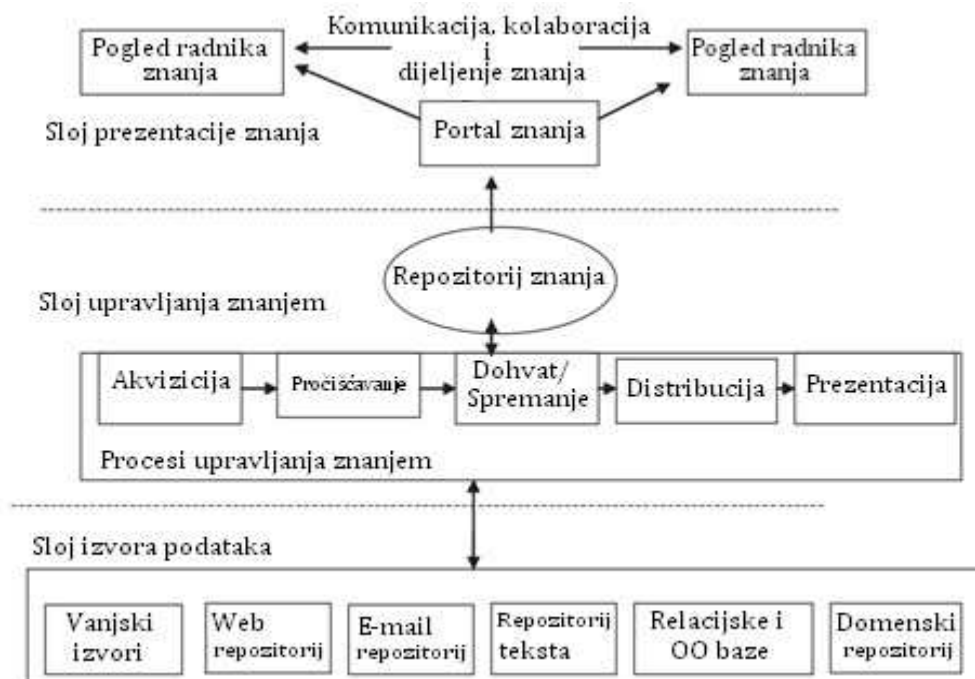 Komunikacija, kolaboracija
i
dijeljenje znanja
Pogled radnika
znanja
Pogled radnika
znanja
Portal znanja
Sloj prezentacije znanja
Repozitorij znanja
Sloj upravljanja znanjem
Akvizicija
Pročišćavanje
Dohvat/
Spremanje
Distribucija
Prezentacija
Procesi upravljanja znanjem
Sloj izvora podataka
Vanjski
izvori
Web
repozitorij
E-mail
repozitorij
Repozitorij
teksta
Relacijske i
OO baze
Domenski
repozitorij